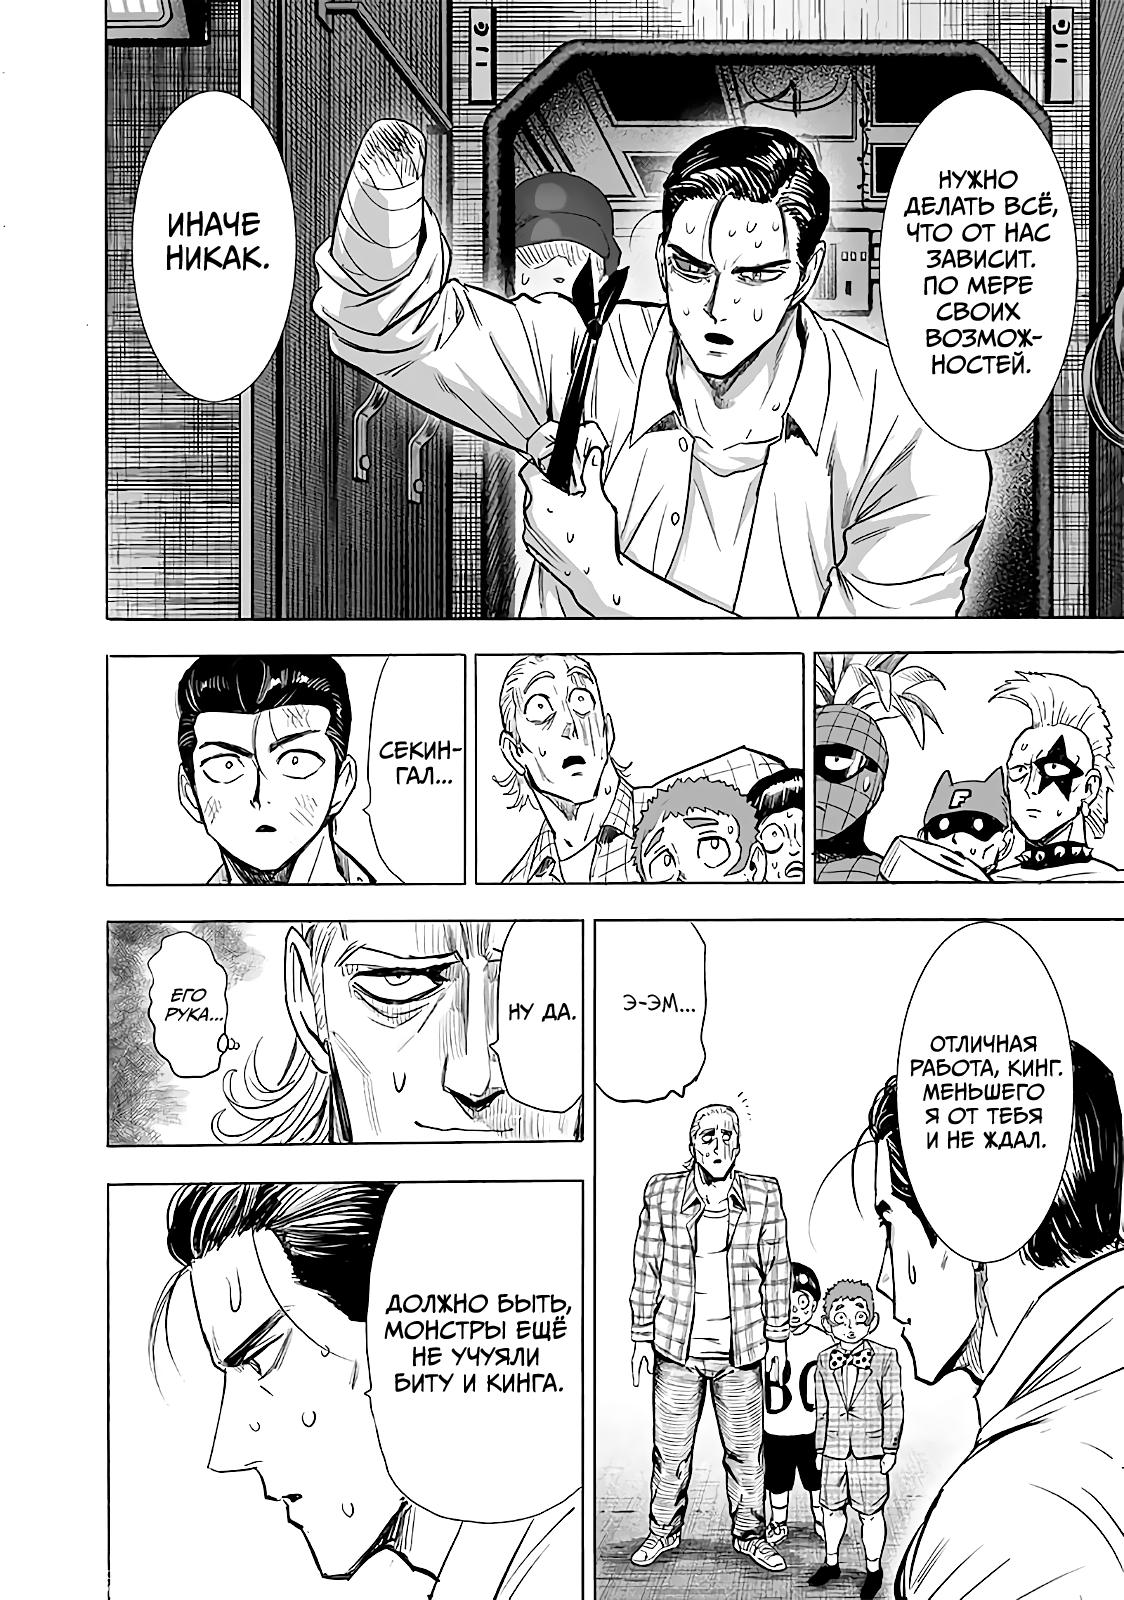 НУЖНО
ДЕЛАТЬ ВСЁ,
ЧТО ОТ НАС
ЗАВИСИТ.
ПО МЕРЕ
СВОИХ
ВОЗМОЖ-
НОСТЕЙ.
ИНАЧЕ
НИКАК.
F
СЕКИН-
ГАЛ...
ОТЛИЧНАЯ
РАБОТА, КИНГ.
МЕНЬШЕГО
Я ОТ ТЕБЯ
И НЕ ЖДАЛ.
Э-ЭМ...
BO
НУ ДА.
ЕГО
РУКА...
ДОЛЖНО БЫТЬ,
МОНСТРЫ ЕЩЁ
НЕ УЧУЯЛИ
БИТУ И КИНГА.